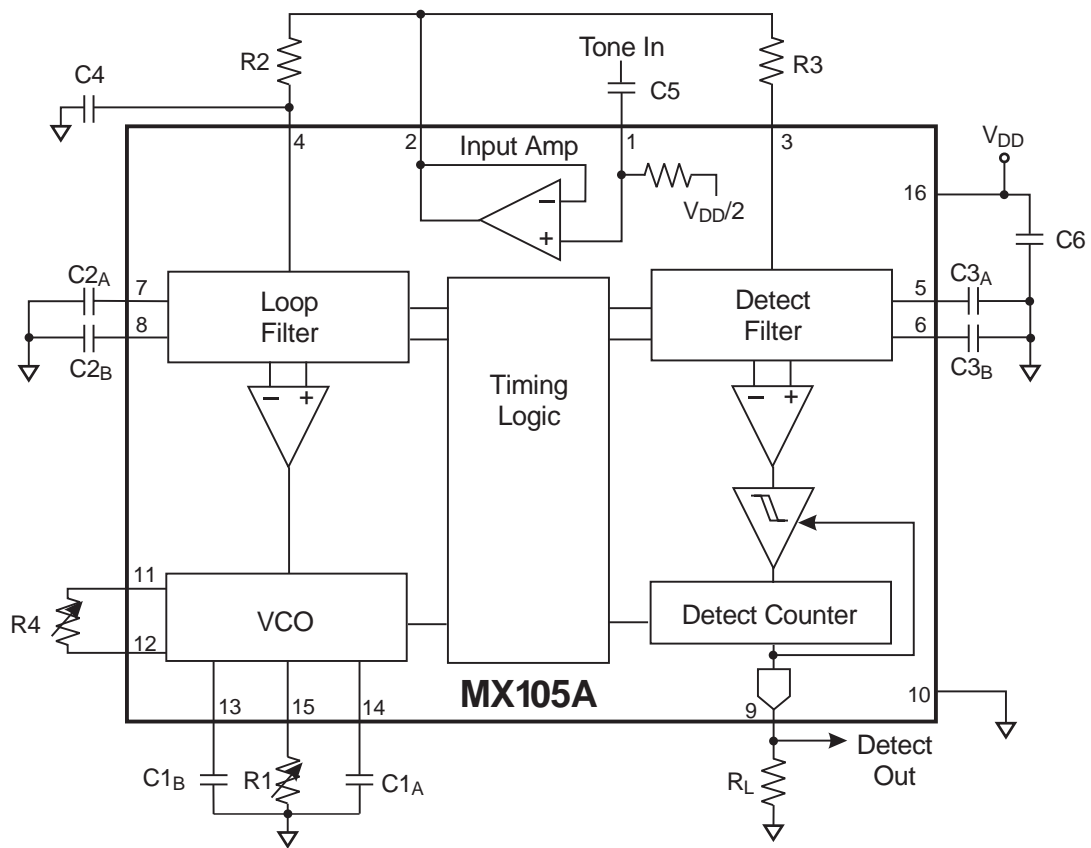 Tone In
R2
R3
C4
C5
4
2
Input Amp
1
3
VDD
16
VDD/2
C6
−
+
C2A
7
Loop
Filter
Detect
Filter
5
C3A
8
6
C2B
C3B
− +
Timing
Logic
− +
11
R4
VCO
Detect Counter
12
MX105A
13
15
14
9
10
C1B
R1
C1A
Detect
Out
RL